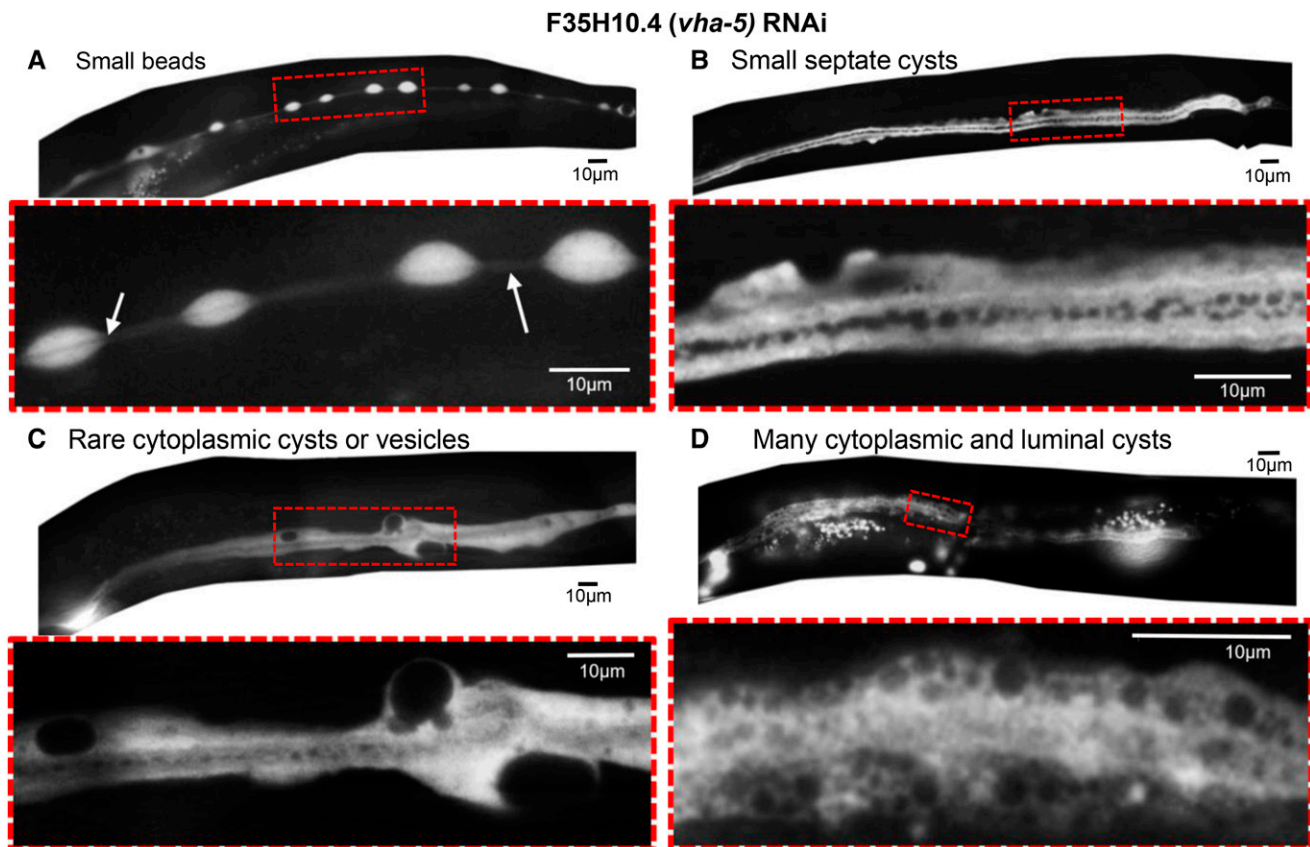 F35H10.4 (vha-5) RNAi
A Small beads
10µm
10µm
B Small septate cysts
10µm
10µm
C Rare cytoplasmic cysts or vesicles
10µm
10µm
D Many cytoplasmic and luminal cysts
10µm
10µm